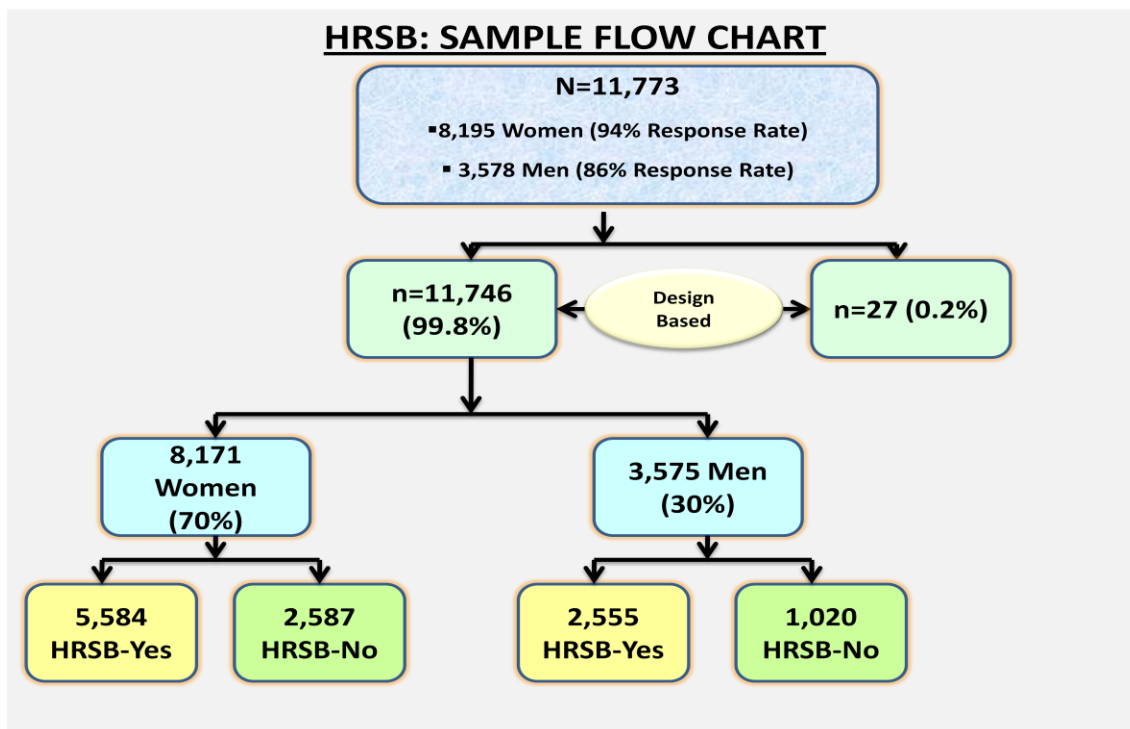 HRSB: SAMPLE FLOW CHART
N=11,773
▪8,195 Women (94% Response Rate)
▪ 3,578 Men (86% Response Rate)
n=11,746
(99.8%)
Design
Based
n=27 (0.2%)
8,171
Women
(70%)
3,575 Men
(30%)
5,584
HRSB-Yes
2,587
HRSB-No
2,555
HRSB-Yes
1,020
HRSB-No